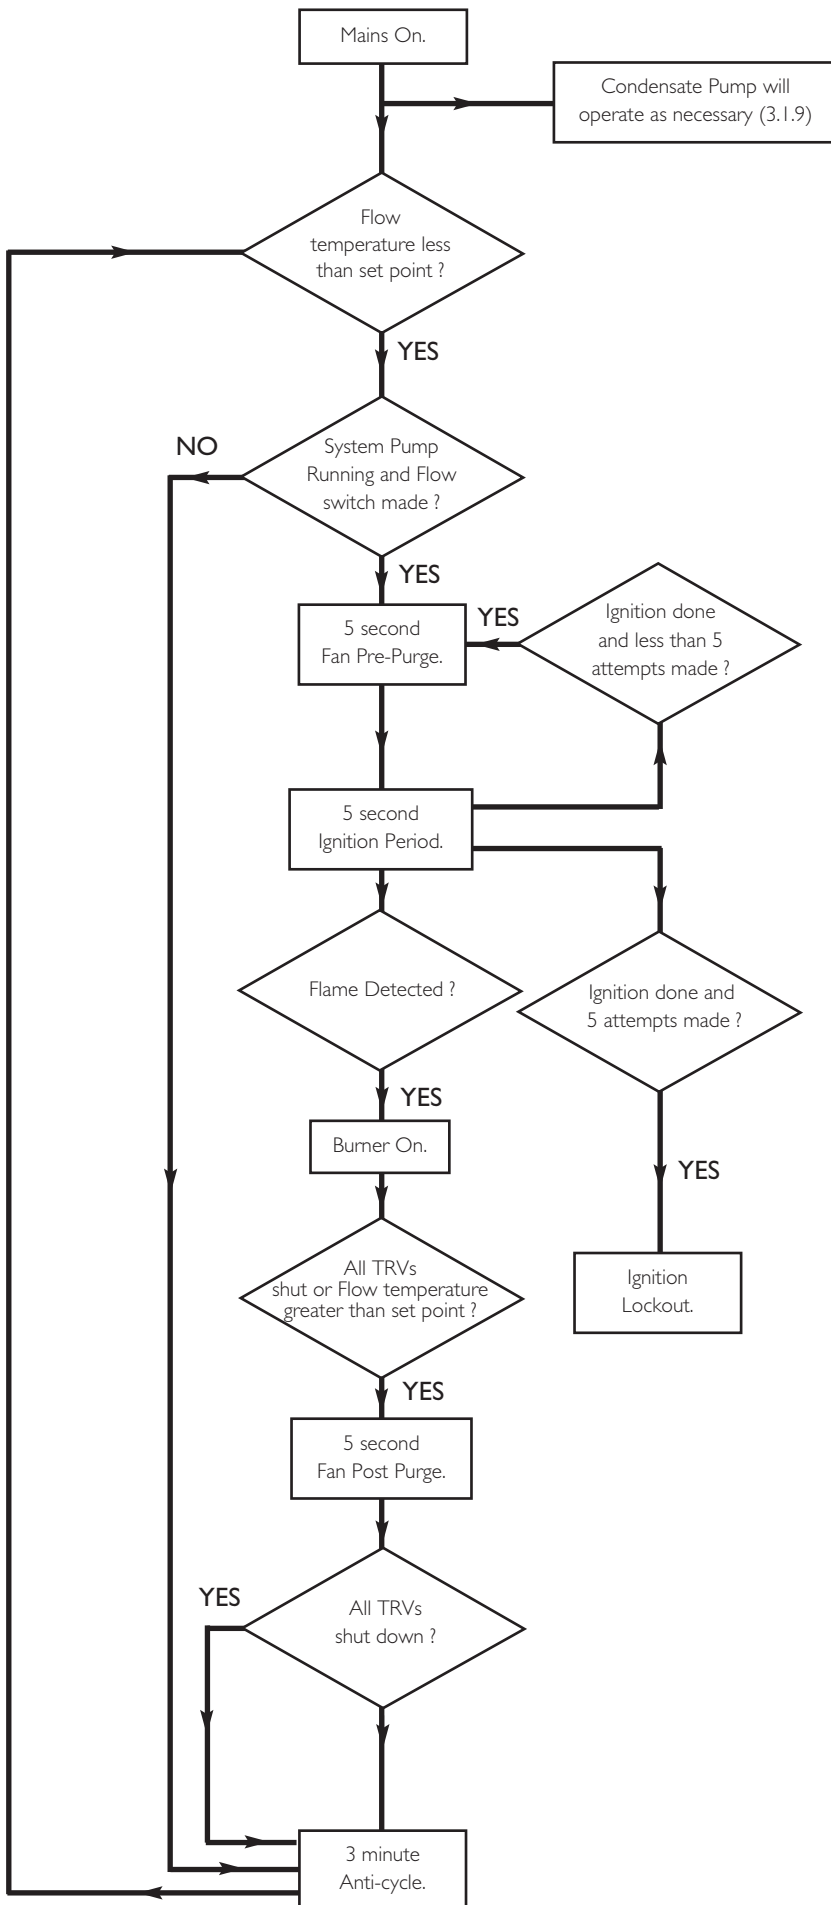 Mains On.
Condensate Pump will
operate as necessary (3.1.9)
Flow
temperature less
than set point ?
YES
NO
System Pump
Running and Flow
switch made ?
YES
YES
5 second
Fan Pre-Purge.
Ignition done
and less than 5
attempts made ?
5 second
Ignition Period.
Flame Detected ?
Ignition done and
5 attempts made ?
YES
Burner On.
YES
All TRVs
shut or Flow temperature
greater than set point ?
Ignition
Lockout.
YES
5 second
Fan Post Purge.
YES
All TRVs
shut down ?
3 minute
Anti-cycle.